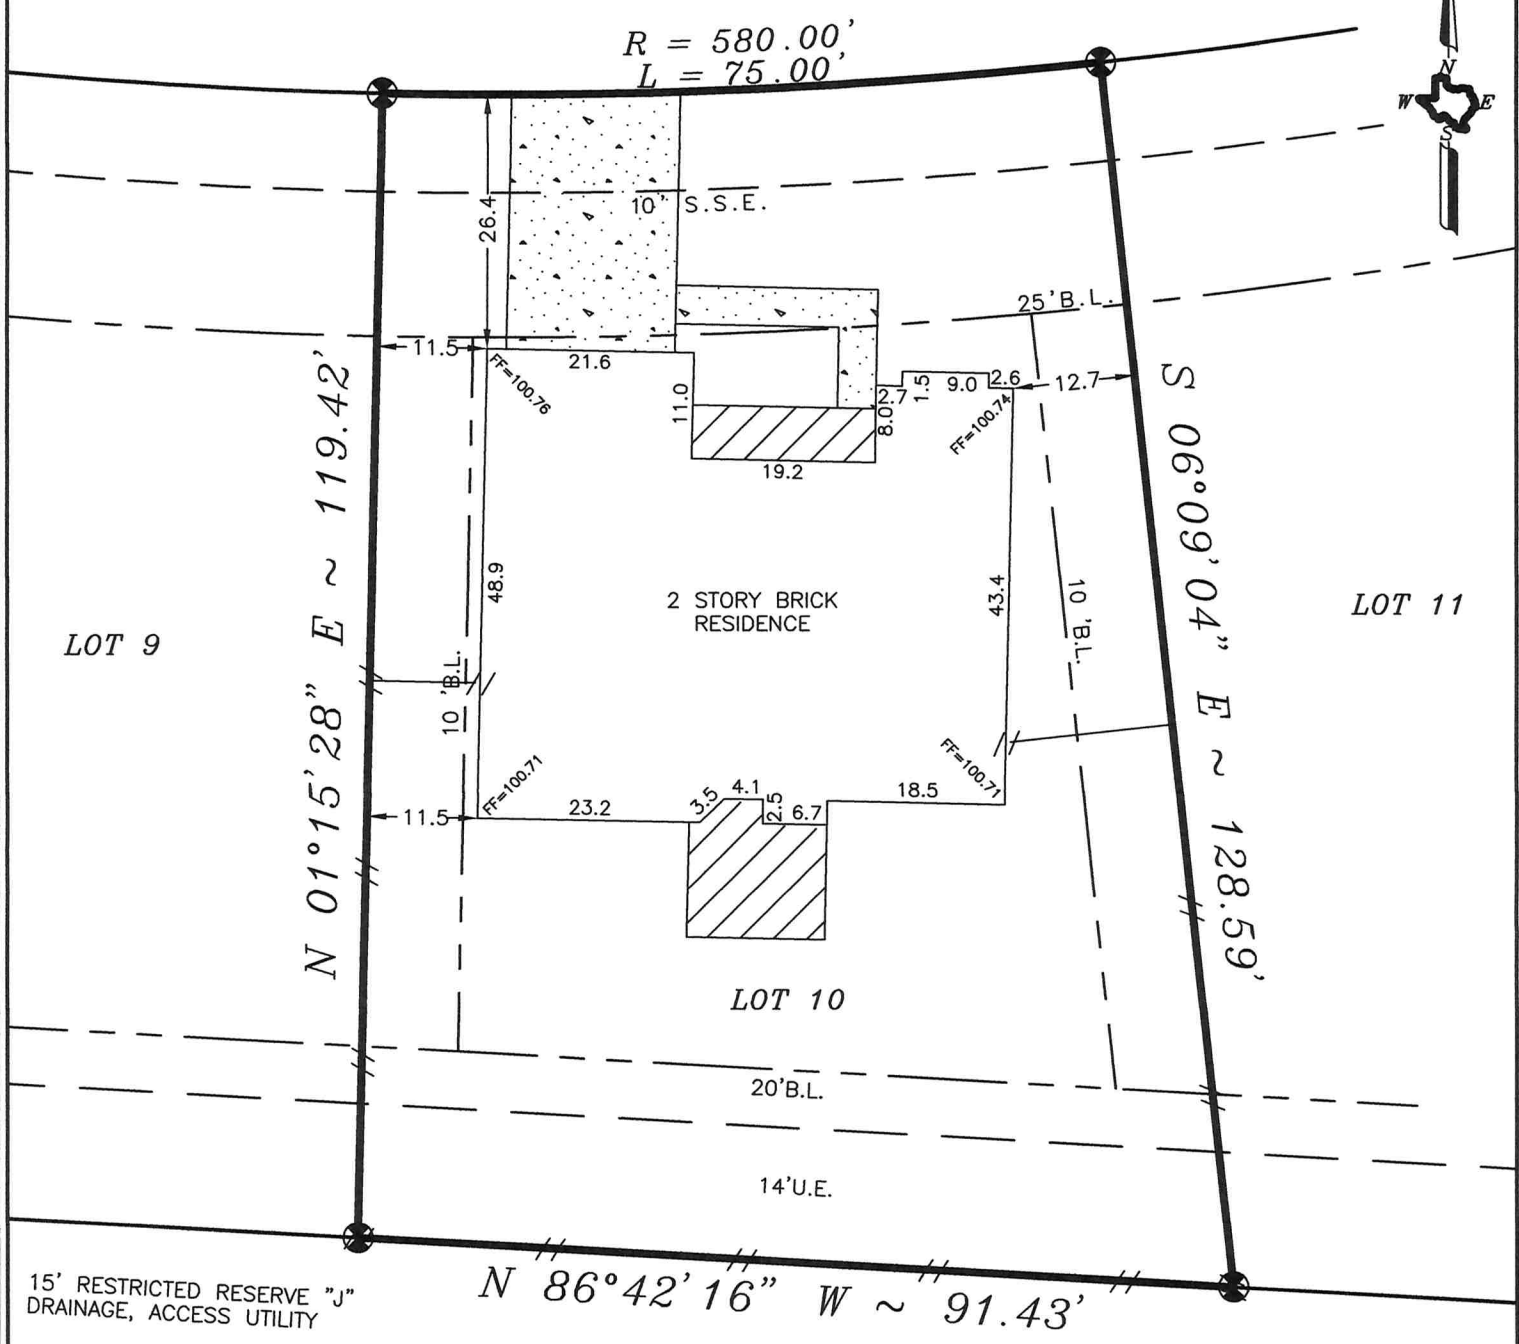 R = 580.00'
L = 75.00'
N
W E
S
10' S.S.E.
26.4
25'B.L.
11.5
21.6
FF=100.76
11.0
2.7
1.5
9.0
2.6
12.7
8.0
FF=100.74
19.2
N 01°15'28" E ~ 119.42'
S 06°09'04" E ~ 128.59'
48.9
43.4
2 STORY BRICK
RESIDENCE
10 'B.L.
10 'B.L.
LOT 9
LOT 11
FF=100.71
FF=100.71
11.5
23.2
3.5
4.1
2.5
6.7
18.5
LOT 10
20'B.L.
14'U.E.
N 86°42'16" W ~ 91.43'
15' RESTRICTED RESERVE "J"
DRAINAGE, ACCESS UTILITY